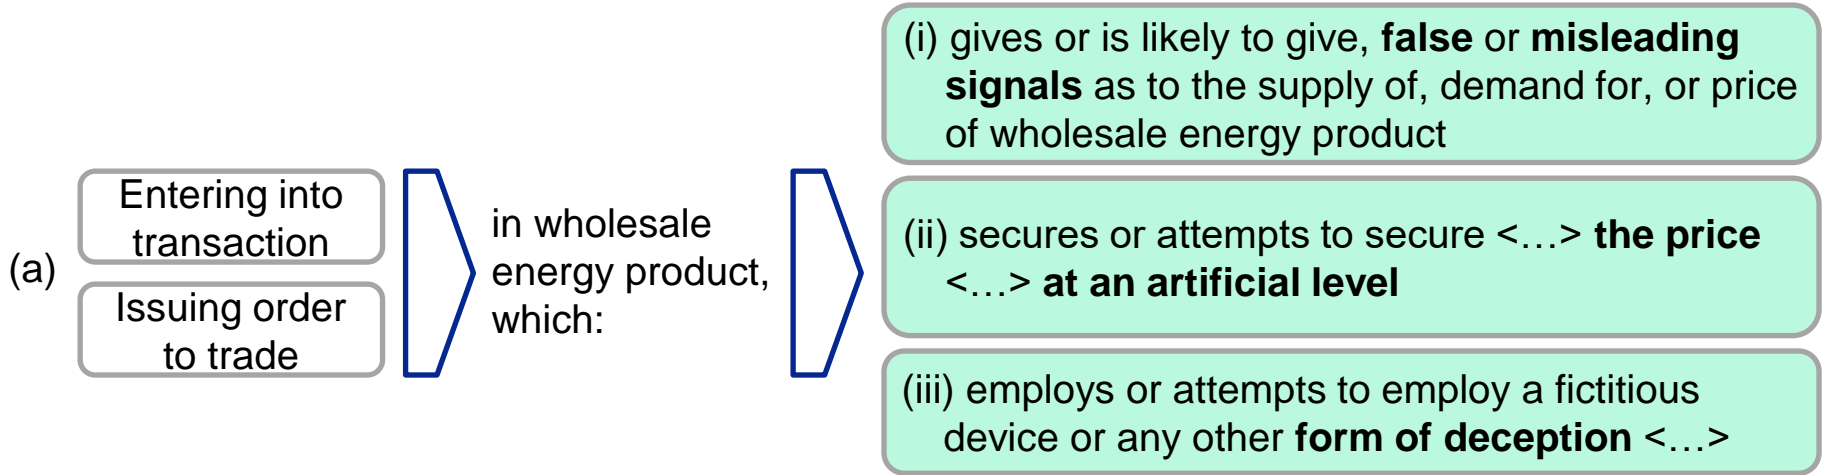 (a)
Entering into
transaction
Issuing order
to trade
in wholesale
energy product,
which:
(i) gives or is likely to give, false or misleading
signals as to the supply of, demand for, or price
of wholesale energy product
(ii) secures or attempts to secure <…> the price
<…> at an artificial level
(iii) employs or attempts to employ a fictitious
device or any other form of deception <…>